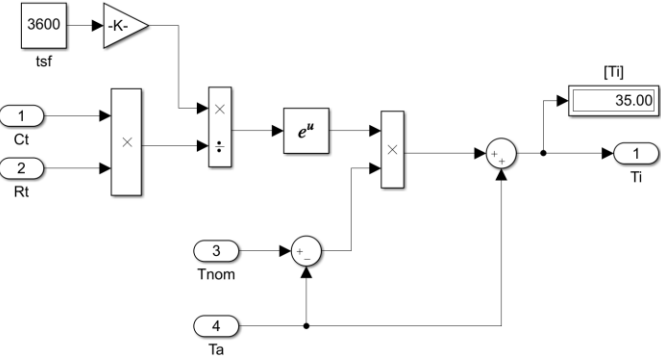 3600
-K-
tsf
[Ti]
35.00
1
Ct
×
÷
e^u
×
×
+
+
1
Ti
2
Rt
3
Tnom
+
−
4
Ta